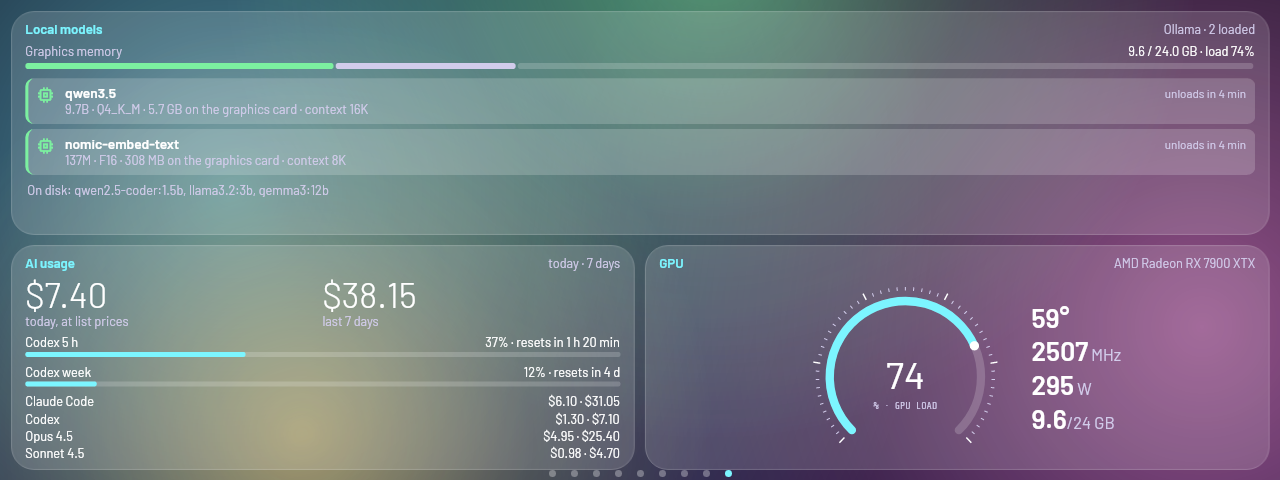 Local models
Ollama · 2 loaded
Graphics memory
9.6 / 24.0 GB · load 74%
qwen3.5
unloads in 4 min
9.7B · Q4_K_M · 5.7 GB on the graphics card · context 16K
nomic-embed-text
unloads in 4 min
137M · F16 · 308 MB on the graphics card · context 8K
On disk: qwen2.5-coder:1.5b, llama3.2:3b, gemma3:12b
AI usage
today · 7 days
$7.40
$38.15
today, at list prices
last 7 days
Codex 5 h
37% · resets in 1 h 20 min
Codex week
12% · resets in 4 d
Claude Code
$6.10 · $31.05
Codex
$1.30 · $7.10
Opus 4.5
$4.95 · $25.40
Sonnet 4.5
$0.98 · $4.70
GPU
AMD Radeon RX 7900 XTX
74
% · GPU LOAD
59°
2507 MHz
295 W
9.6/24 GB